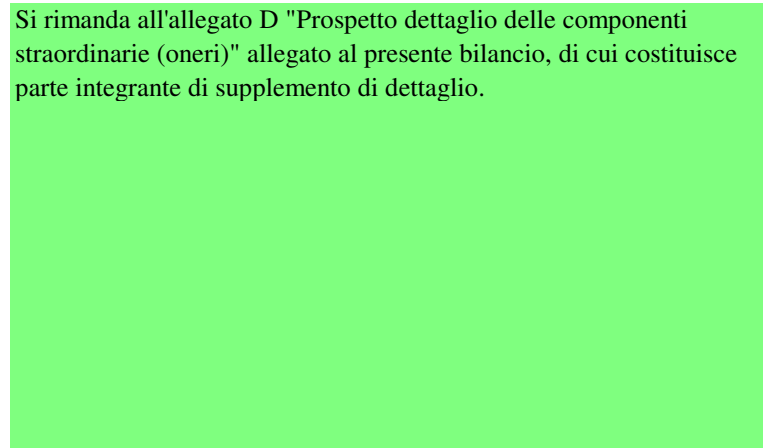 Si rimanda all'allegato D "Prospetto dettaglio delle componenti
straordinarie (oneri)" allegato al presente bilancio, di cui costituisce
parte integrante di supplemento di dettaglio.